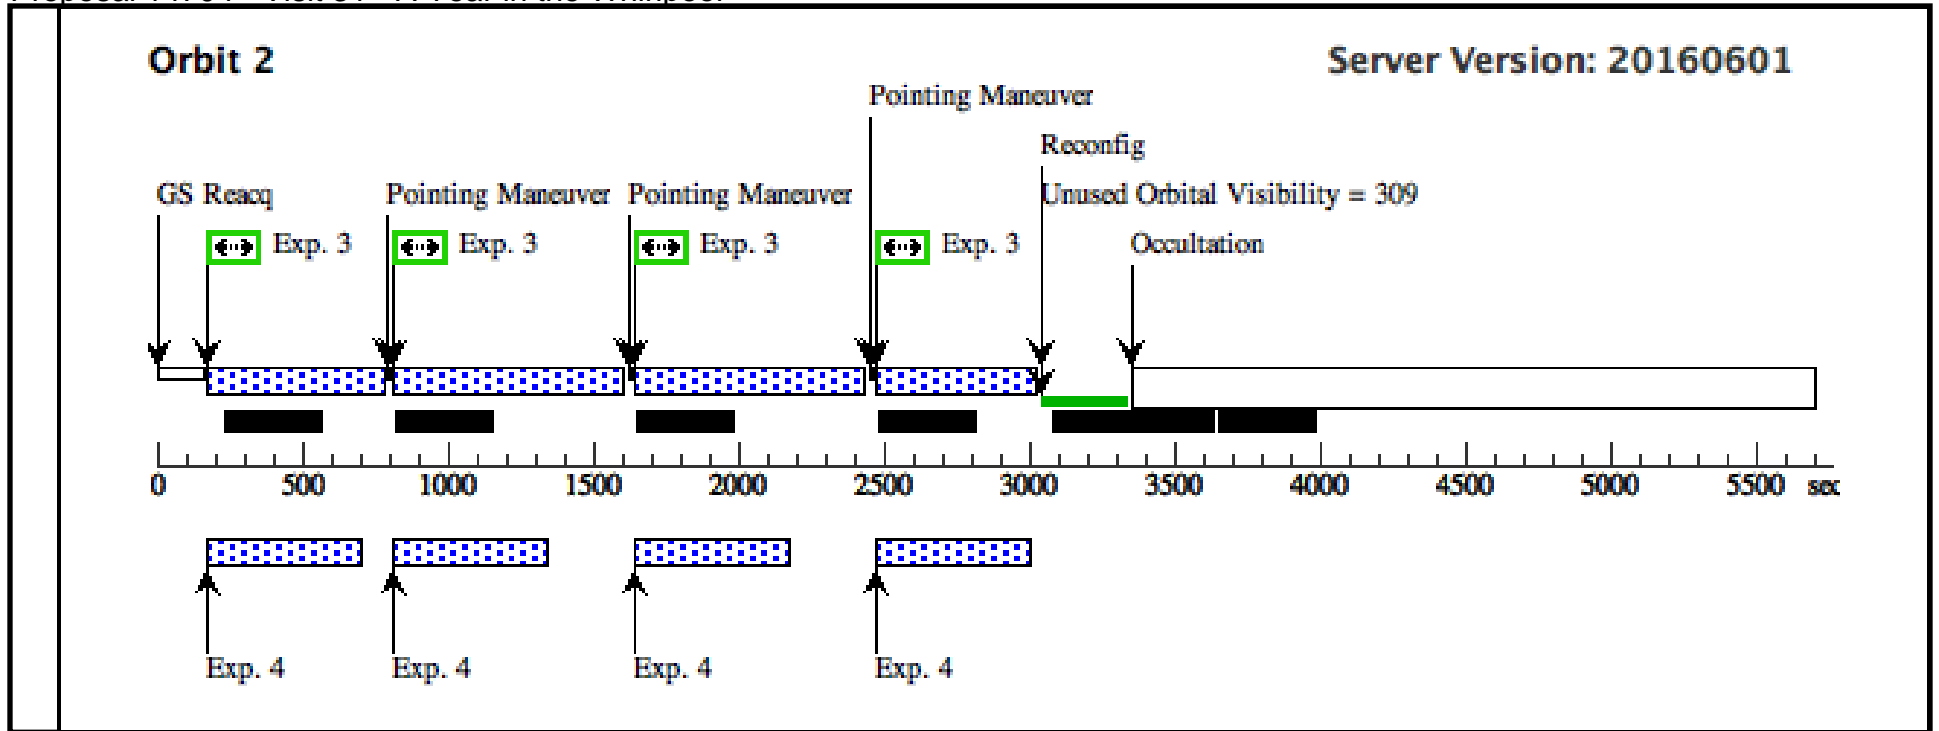 Orbit 2
Server Version: 20160601
Pointing Maneuver
Reconfig
GS Reacq
Pointing Maneuver
Pointing Maneuver
Unused Orbital Visibility = 309
Exp. 3
Exp. 3
Exp. 3
Exp. 3
Occultation
0 500 1000 1500 2000 2500 3000 3500 4000 4500 5000 5500 sec
Exp. 4
Exp. 4
Exp. 4
Exp. 4